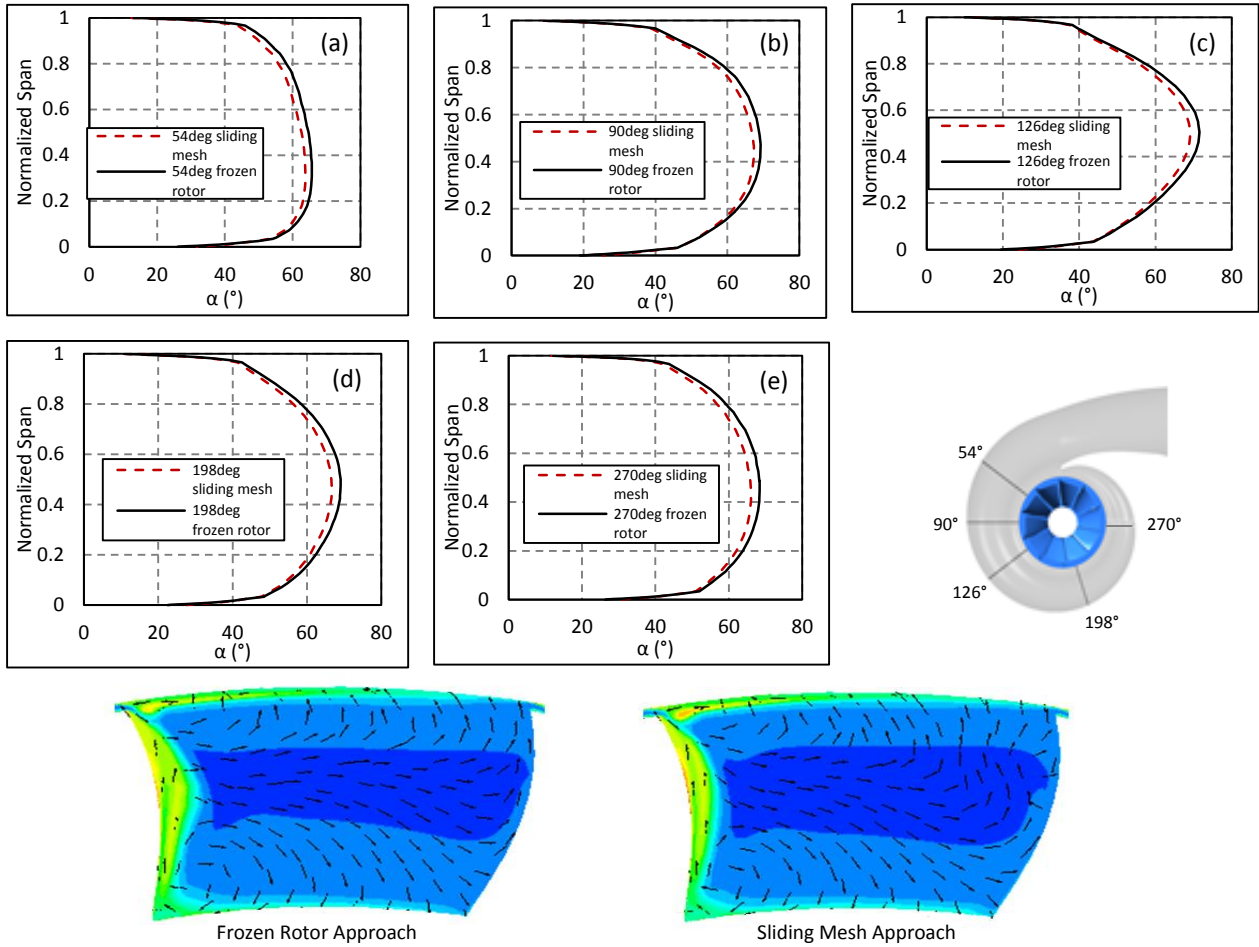 (a)
Normalized Span
1
0.8
0.6
0.4
0.2
0
54deg sliding
mesh
54deg frozen
rotor
0 20 40 60 80
α (°)
(b)
Normalized Span
1
0.8
0.6
0.4
0.2
0
90deg sliding
mesh
90deg frozen
rotor
0 20 40 60 80
α (°)
(c)
Normalized Span
1
0.8
0.6
0.4
0.2
0
126deg sliding
mesh
126deg frozen
rotor
0 20 40 60 80
α (°)
(d)
Normalized Span
1
0.8
0.6
0.4
0.2
0
198deg
sliding mesh
198deg
frozen rotor
0 20 40 60 80
α (°)
(e)
Normalized Span
1
0.8
0.6
0.4
0.2
0
270deg sliding
mesh
270deg frozen
rotor
0 20 40 60 80
α (°)
54°
90°
126°
198°
270°
Frozen Rotor Approach
Sliding Mesh Approach